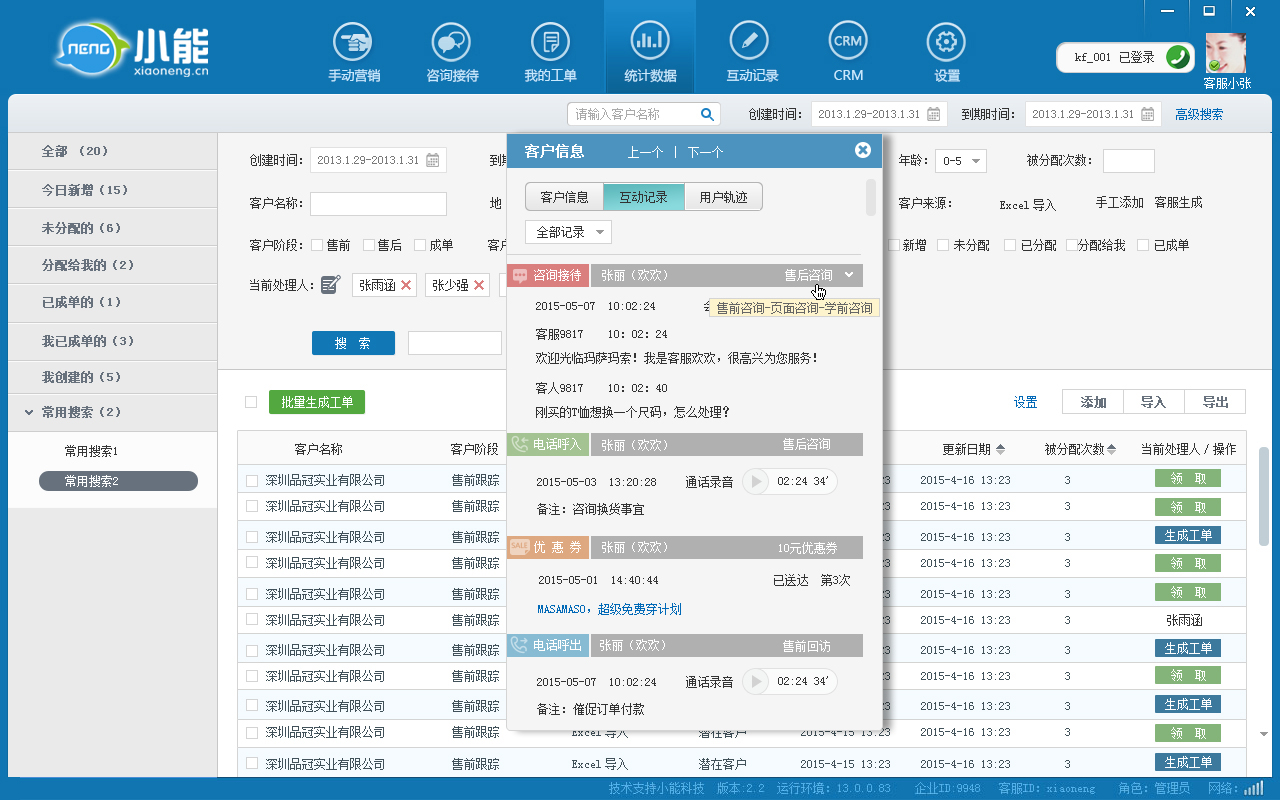 NENG 小能
xiaoneng.cn
手动营销 咨询接待 我的工单 统计数据 互动记录 CRM CRM 设置
kf_001 已登录
客服小张
请输入客户名称 创建时间: 2013.1.29-2013.1.31 到期时间: 2013.1.29-2013.1.31 高级搜索
全部 (20)
今日新增 (15)
未分配的 (6)
分配给我的 (2)
已成单的 (1)
我已成单的 (3)
我创建的 (5)
常用搜索 (2)
常用搜索1
常用搜索2
创建时间: 2013.1.29-2013.1.31
年龄: 0-5 被分配次数:
客户名称: 地
客户来源: Excel 导入 手工添加 客服生成
客户阶段: 售前 售后 成单
新增 未分配 已分配 分配给我 已成单
当前处理人: 张雨涵 张少强
搜 索
批量生成工单
设置 添加 导入 导出
客户名称 客户阶段 更新日期 被分配次数 当前处理人 / 操作
深圳品冠实业有限公司 售前跟踪 2015-4-16 13:23 3 领 取
深圳品冠实业有限公司 售前跟踪 2015-4-16 13:23 3 领 取
深圳品冠实业有限公司 售前跟踪 2015-4-16 13:23 3 生成工单
深圳品冠实业有限公司 售前跟踪 2015-4-16 13:23 3 领 取
深圳品冠实业有限公司 售前跟踪 2015-4-16 13:23 3 领 取
深圳品冠实业有限公司 售前跟踪 2015-4-16 13:23 3 张雨涵
深圳品冠实业有限公司 售前跟踪 2015-4-16 13:23 3 生成工单
深圳品冠实业有限公司 售前跟踪 2015-4-16 13:23 3 领 取
深圳品冠实业有限公司 售前跟踪 2015-4-16 13:23 3 生成工单
深圳品冠实业有限公司 售前跟踪 Excel 导入 潜在客户 2015-4-15 13:23 2015-4-16 13:23 3 领 取
深圳品冠实业有限公司 售前跟踪 Excel 导入 潜在客户 2015-4-15 13:23 2015-4-16 13:23 3 生成工单
客户信息 上一个 | 下一个
客户信息 互动记录 用户轨迹
全部记录
咨询接待 张丽（欢欢） 售后咨询
2015-05-07 10:02:24
售前咨询-页面咨询-学前咨询
客服9817 10: 02: 24
欢迎光临玛萨玛索! 我是客服欢欢, 很高兴为您服务!
客人9817 10: 02: 40
刚买的T恤想换一个尺码, 怎么处理?
电话呼入 张丽（欢欢） 售后咨询
2015-05-03 13:20:28 通话录音 02:24 34′
备注: 咨询换货事宜
SALE 优 惠 券 张丽（欢欢） 10元优惠券
2015-05-01 14:40:44 已送达 第3次
MASAMASO, 超级免费穿计划
电话呼出 张丽（欢欢） 售前回访
2015-05-07 10:02:24 通话录音 02:24 34′
备注: 催促订单付款
技术支持小能科技 版本:2.2 运行环境: 13.0.0.83 企业ID:9948 客服ID: xiaoneng 角色: 管理员 网络: